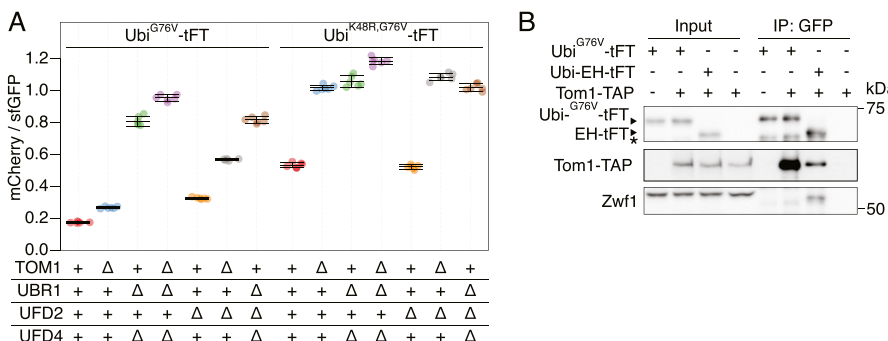 A
Ubi^G76V-tFT Ubi^K48R,G76V-tFT
mCherry / sfGFP
1.2
1.0
0.8
0.6
0.4
0.2
0.0
TOM1 + Δ + Δ + Δ + + Δ + Δ + Δ +
UBR1 + + Δ Δ + + Δ + + Δ Δ + + Δ
UFD2 + + + + Δ Δ Δ + + + + Δ Δ Δ
UFD4 + + Δ Δ + + Δ + + Δ Δ + + Δ
B
Input IP: GFP
Ubi^G76V-tFT + + - - + + - -
Ubi-EH-tFT - - + - - - + -
Tom1-TAP - + + + - + + +
kDa
Ubi-^G76V-tFT
75
EH-tFT
*
Tom1-TAP
Zwf1
50